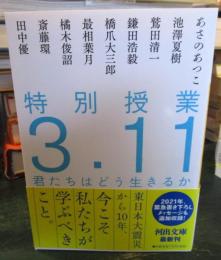 あさのあつこ
池澤夏樹
鷲田清一
鎌田浩毅
橋爪大三郎
最相葉月
橘木俊詔
斎藤環
田中優
特別授業
3.11
君たちはどう生きるか
東日本大震災
から10年、
今こそ
私たちが
学ぶべき
こと。
2021年、
緊急書き下ろし
メッセージも
追加収録!
河出文庫
最新刊